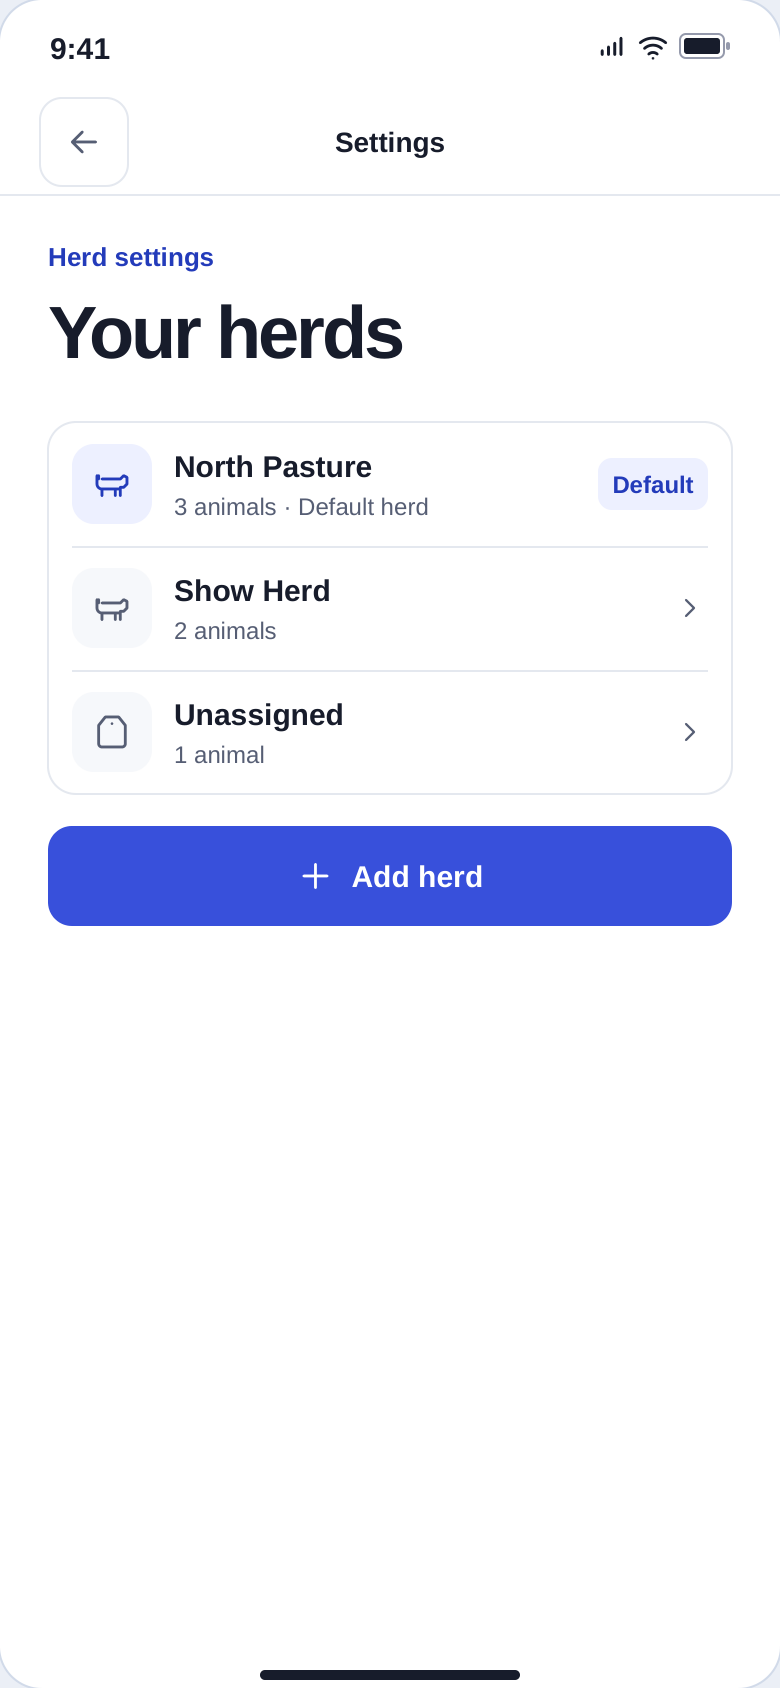 9:41
Settings
Herd settings
Your herds
North Pasture
3 animals · Default herd
Default
Show Herd
2 animals
Unassigned
1 animal
Add herd